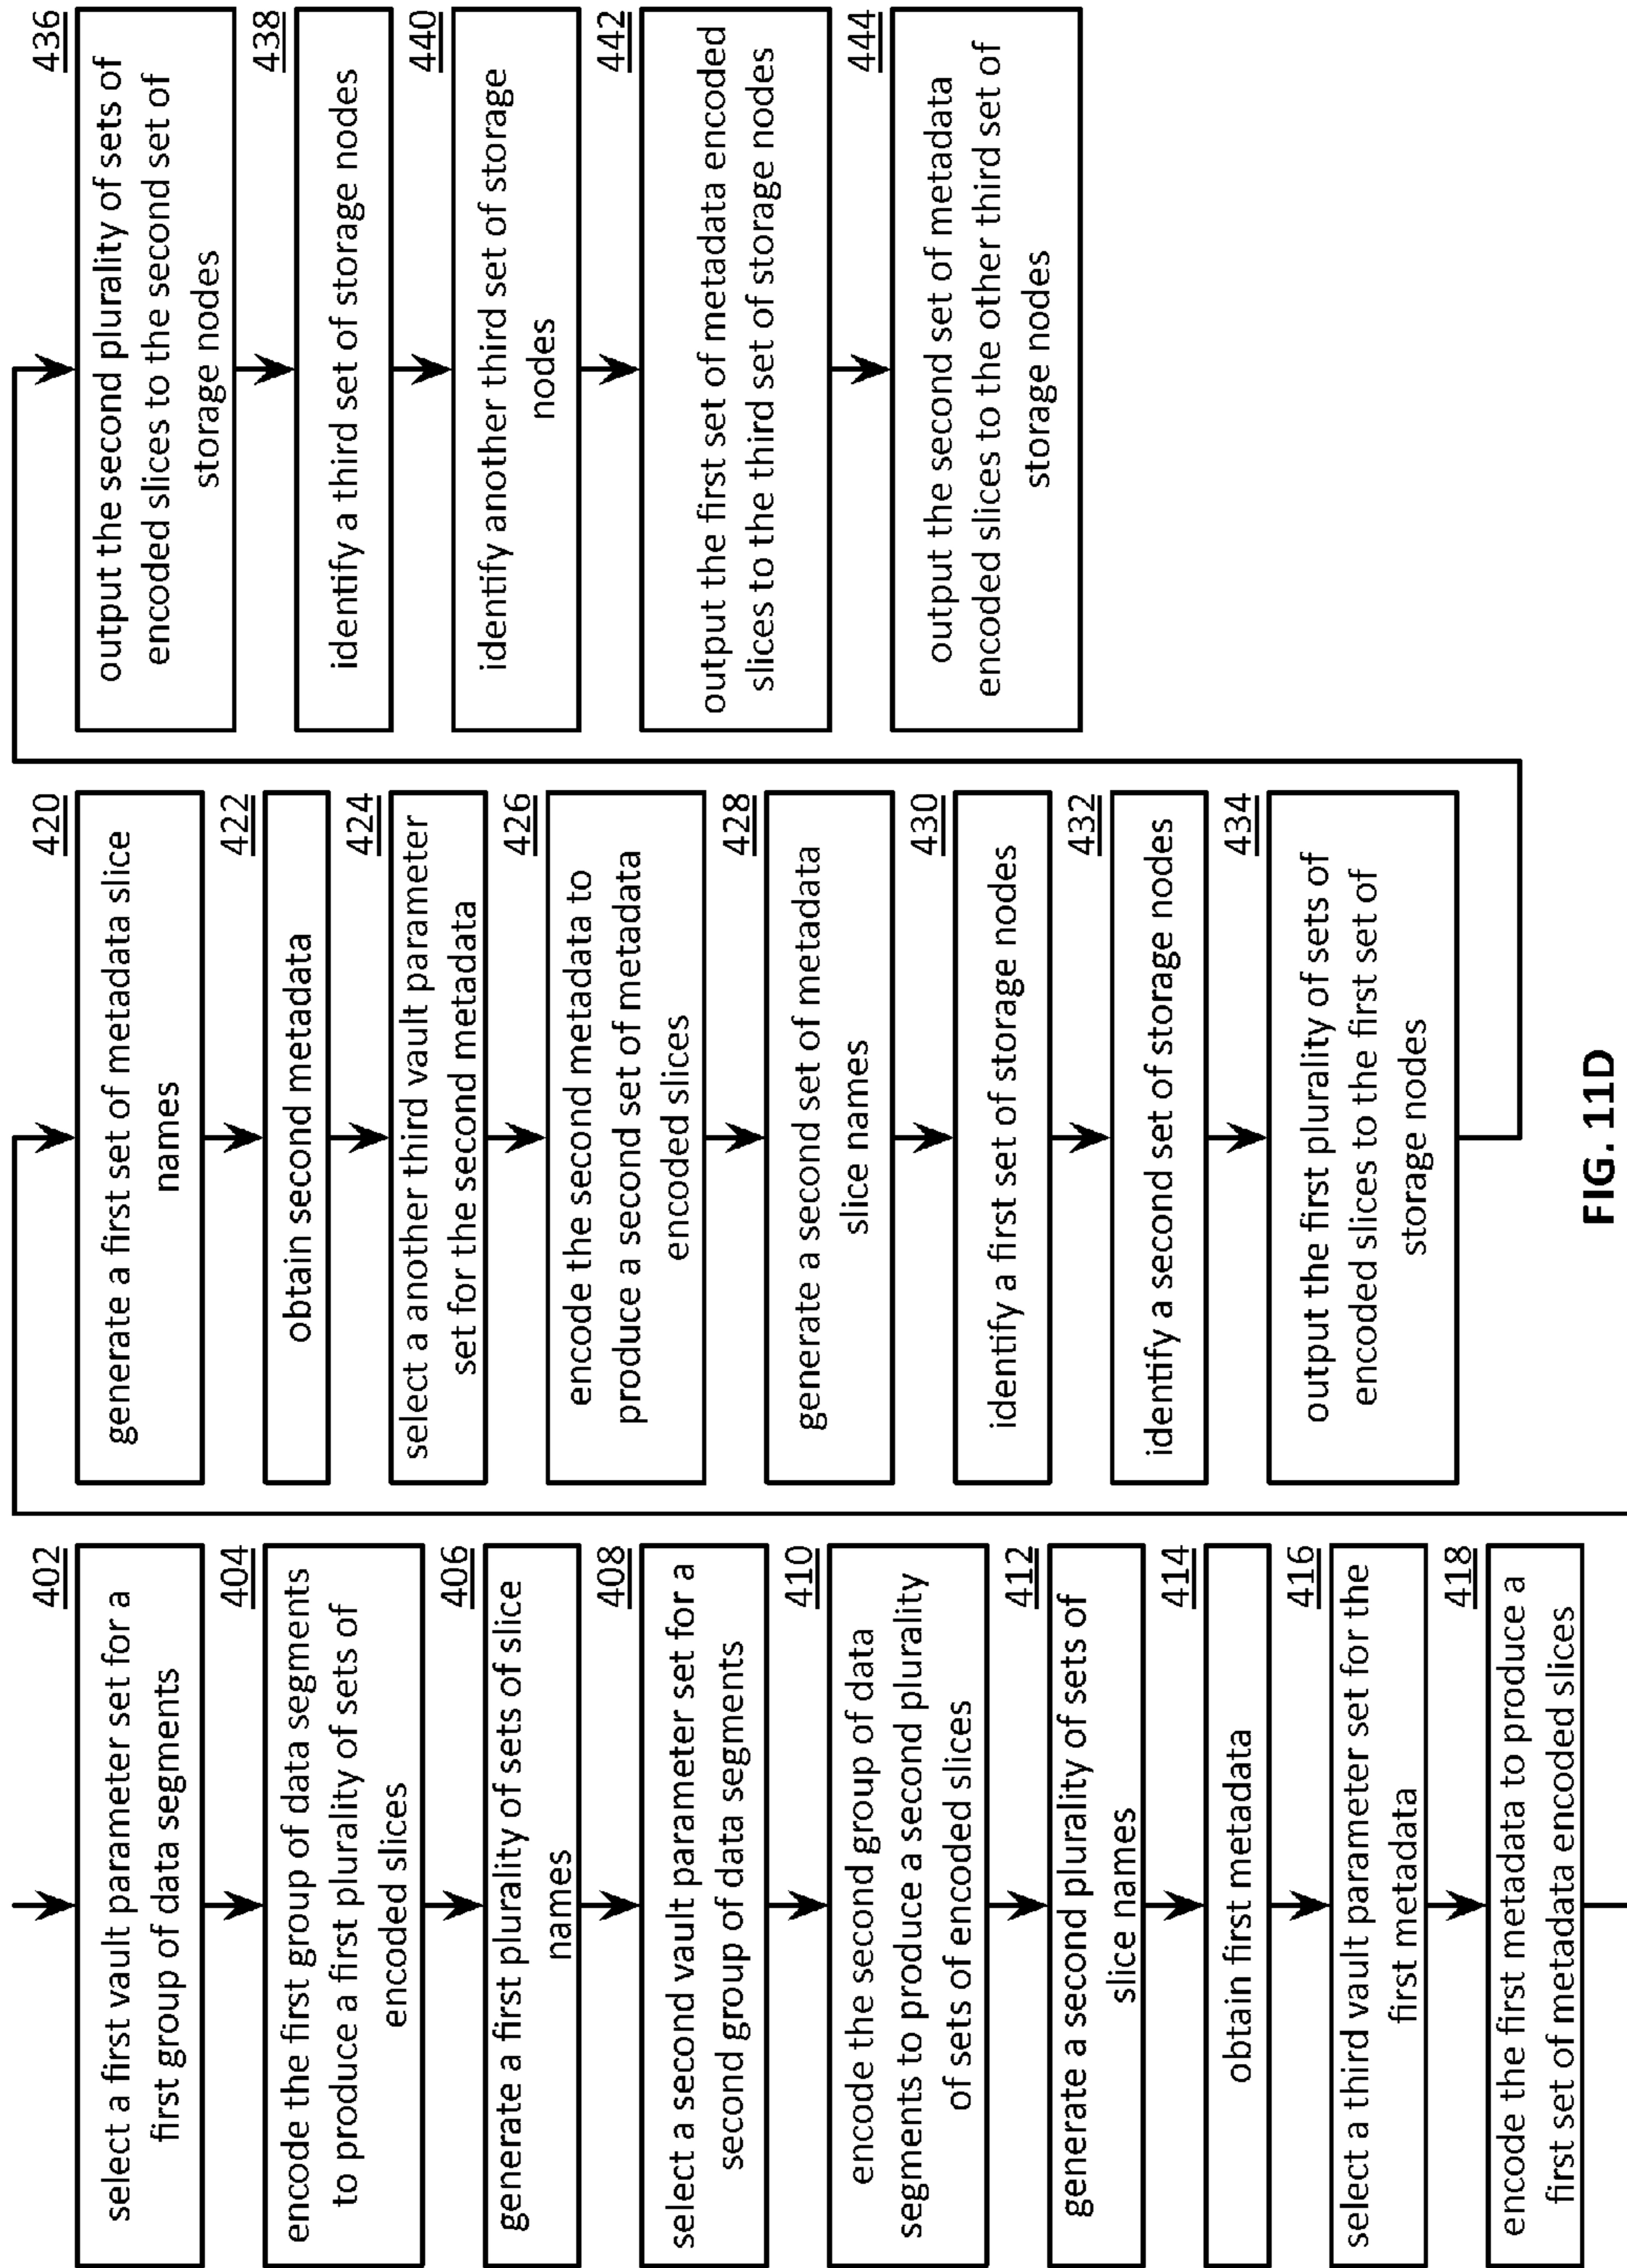 402
select a first vault parameter set for a
first group of data segments
404
encode the first group of data segments
to produce a first plurality of sets of
encoded slices
406
generate a first plurality of sets of slice
names
408
select a second vault parameter set for a
second group of data segments
410
encode the second group of data
segments to produce a second plurality
of sets of encoded slices
412
generate a second plurality of sets of
slice names
414
obtain first metadata
416
select a third vault parameter set for the
first metadata
418
encode the first metadata to produce a
first set of metadata encoded slices
420
generate a first set of metadata slice
names
422
obtain second metadata
424
select a another third vault parameter
set for the second metadata
426
encode the second metadata to
produce a second set of metadata
encoded slices
428
generate a second set of metadata
slice names
430
identify a first set of storage nodes
432
identify a second set of storage nodes
434
output the first plurality of sets of
encoded slices to the first set of
storage nodes
436
output the second plurality of sets of
encoded slices to the second set of
storage nodes
438
identify a third set of storage nodes
440
identify another third set of storage
nodes
442
output the first set of metadata encoded
slices to the third set of storage nodes
444
output the second set of metadata
encoded slices to the other third set of
storage nodes
FIG. 11D